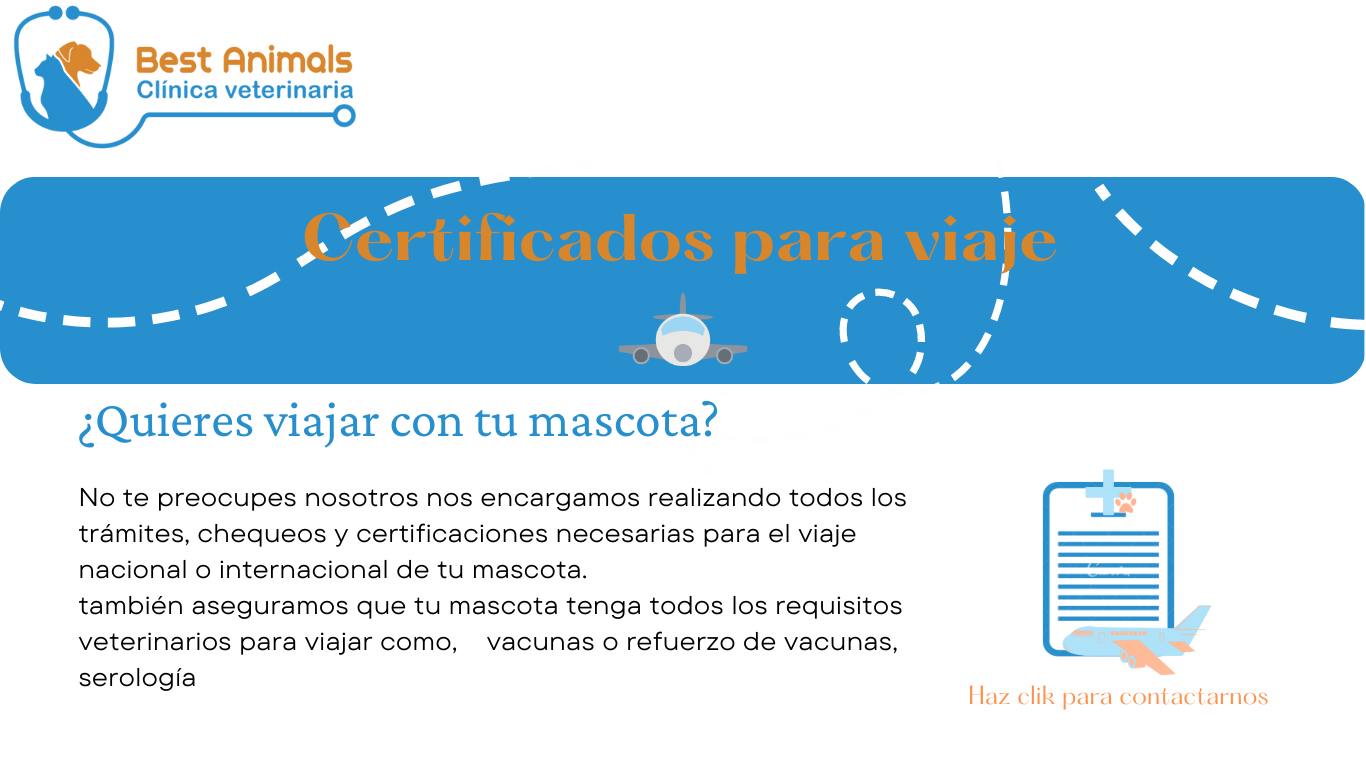 Best Animals
Clínica veterinaria
Certificados para viaje
¿Quieres viajar con tu mascota?
No te preocupes nosotros nos encargamos realizando todos los
trámites, chequeos y certificaciones necesarias para el viaje
nacional o internacional de tu mascota.
también aseguramos que tu mascota tenga todos los requisitos
veterinarios para viajar como, vacunas o refuerzo de vacunas,
serología
Haz clik para contactarnos